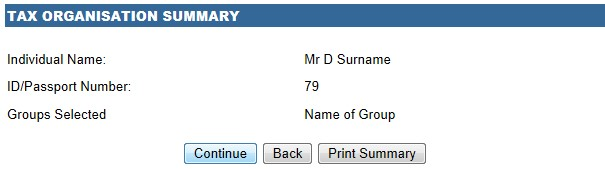 TAX ORGANISATION SUMMARY
Individual Name: Mr D Surname
ID/Passport Number: 79
Groups Selected Name of Group
Continue Back Print Summary